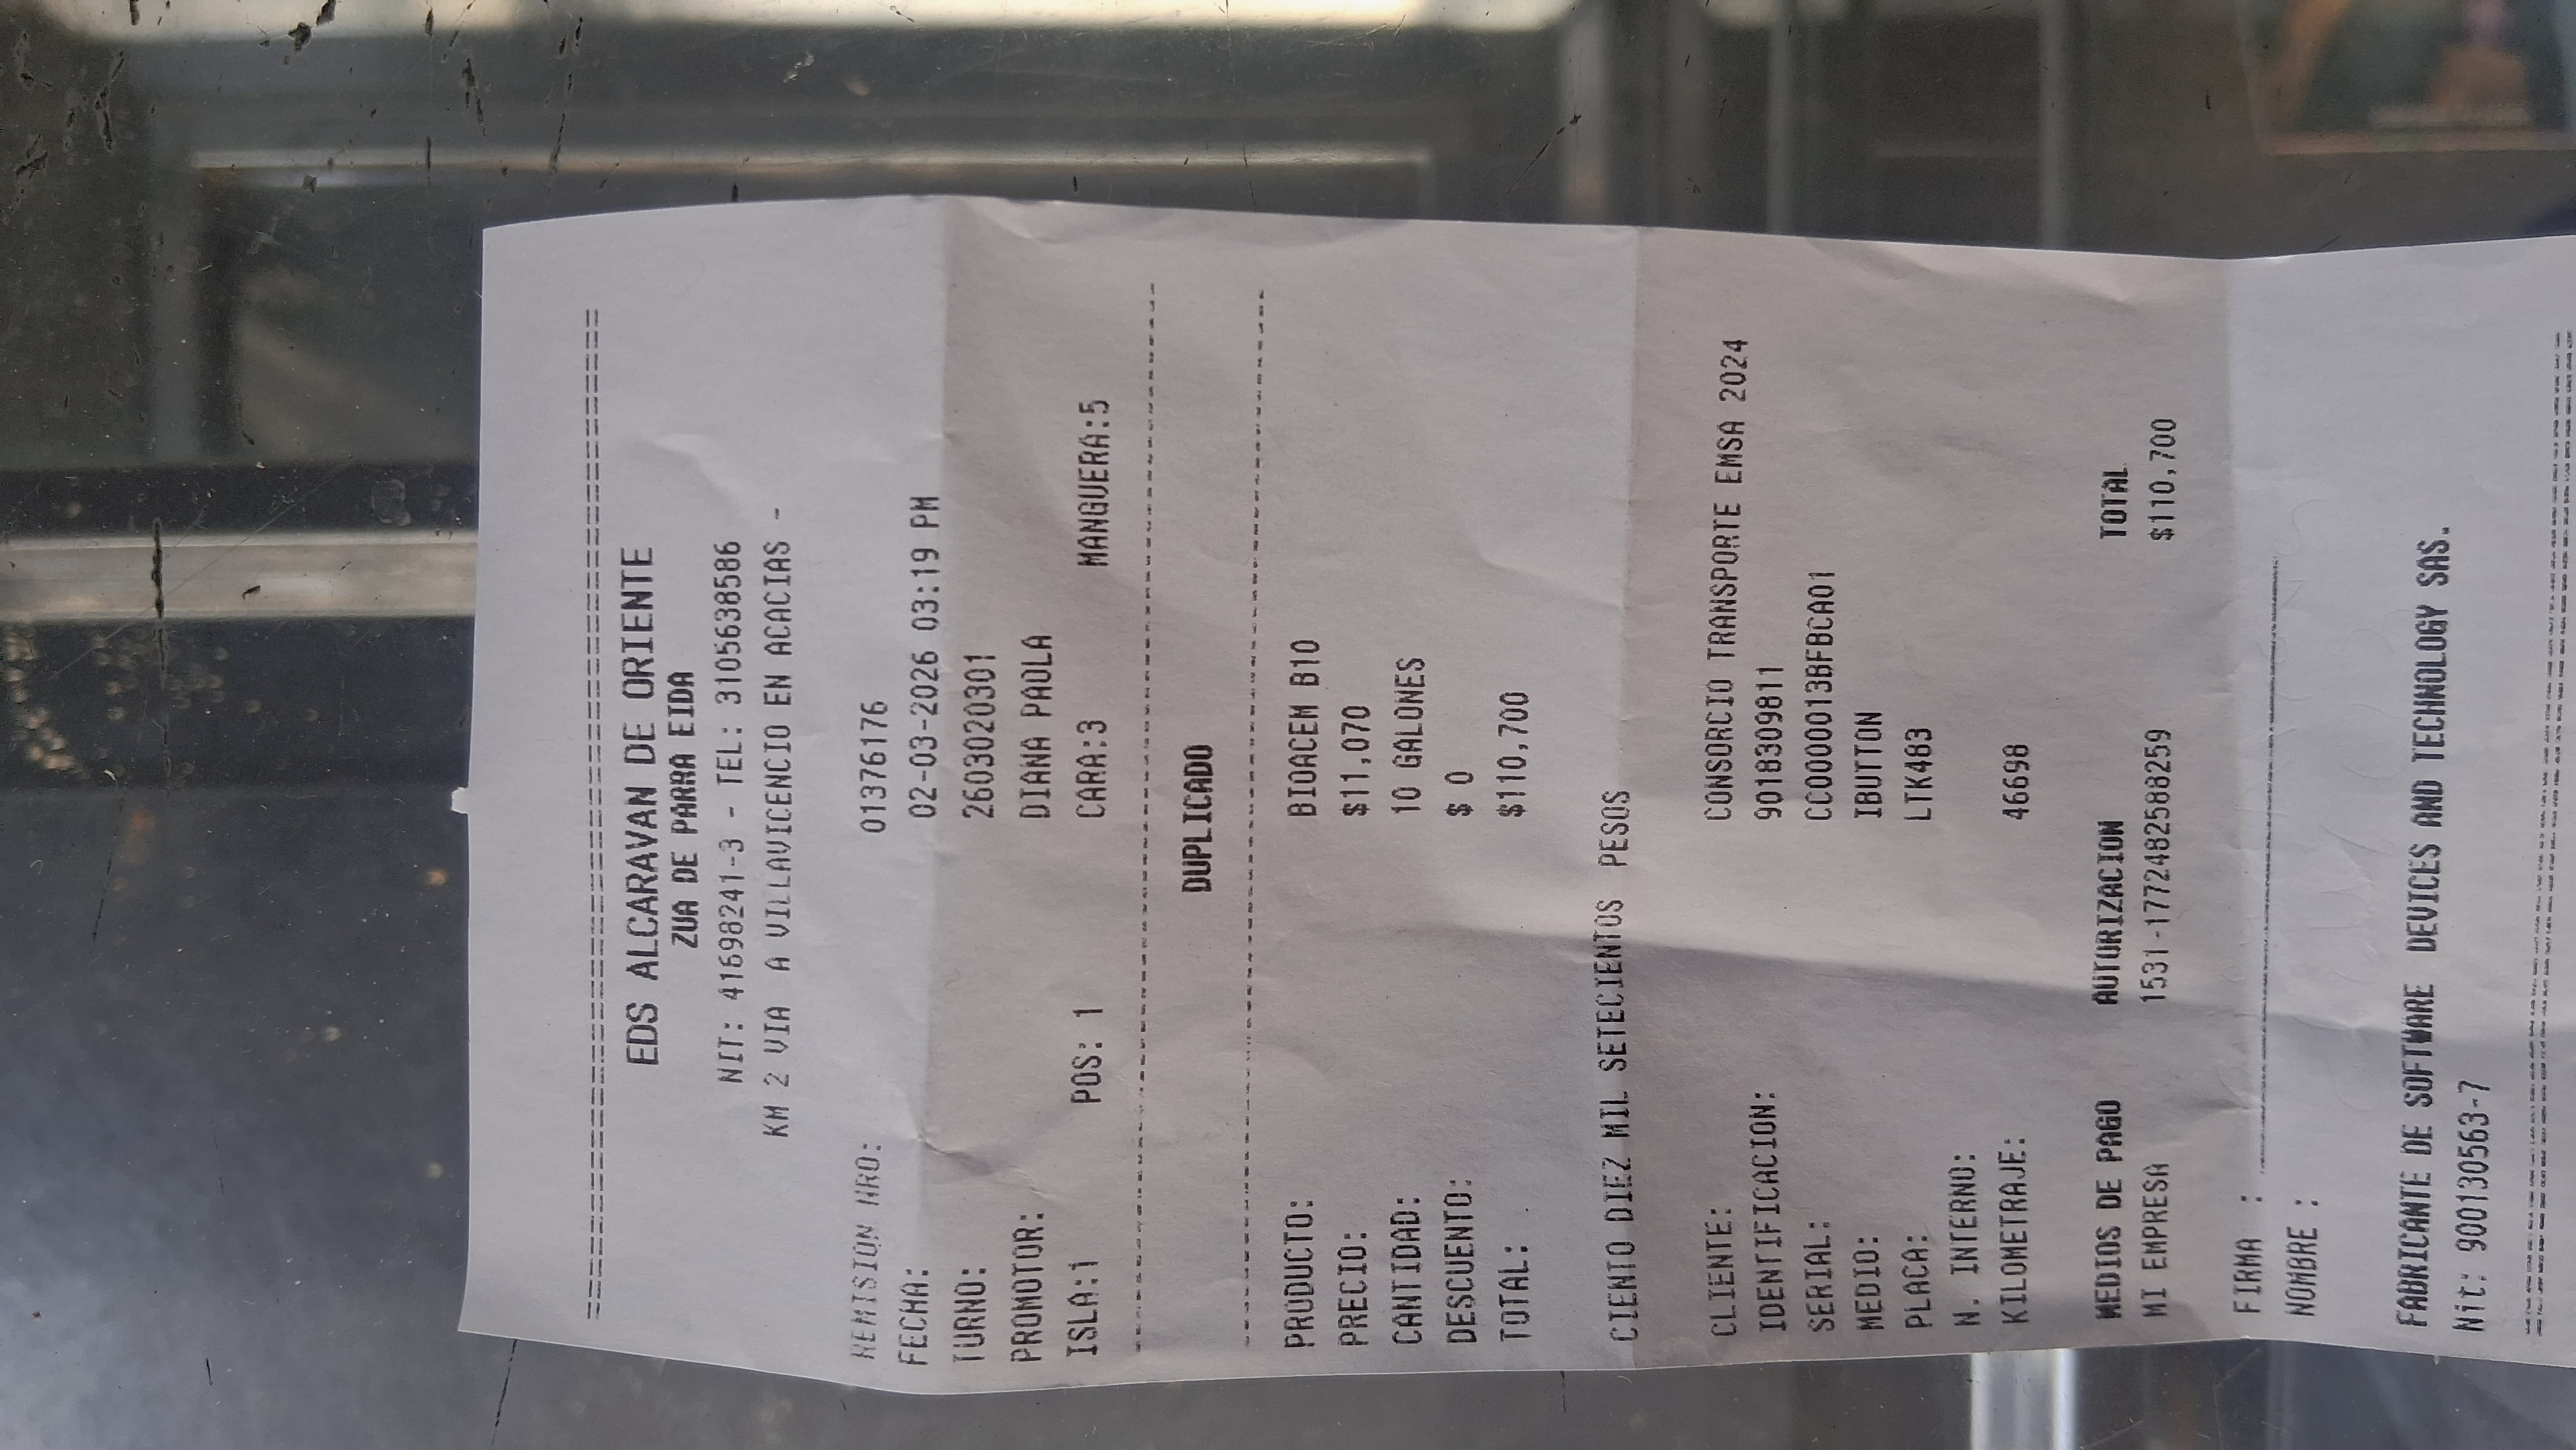 ==================================================
EDS ALCARAVAN DE ORIENTE
ZUA DE PARRA EIDA
NIT: 41698241-3 - TEL: 3105638586
KM 2 VIA A VILLAVICENCIO EN ACACIAS -
REMISION NRO: 01376176
FECHA: 02-03-2026 03:19 PM
TURNO: 2603020301
PROMOTOR: DIANA PAOLA
ISLA:1 POS: 1 CARA:3 MANGUERA:5
--------------------------------------------------
DUPLICADO
--------------------------------------------------
PRODUCTO: BIOACEM B10
PRECIO: $11,070
CANTIDAD: 10 GALONES
DESCUENTO: $ 0
TOTAL: $110,700
CIENTO DIEZ MIL SETECIENTOS PESOS
CLIENTE: CONSORCIO TRANSPORTE EMSA 2024
IDENTIFICACION: 9018309811
SERIAL: CC0000013BFBCA01
MEDIO: IBUTTON
PLACA: LTK483
N. INTERNO:
KILOMETRAJE: 46698
MEDIOS DE PAGO AUTORIZACION TOTAL
MI EMPRESA 1531-1772482588259 $110,700
FIRMA :
NOMBRE :
FABRICANTE DE SOFTWARE DEVICES AND TECHNOLOGY SAS.
Nit: 900130563-7
==================================================